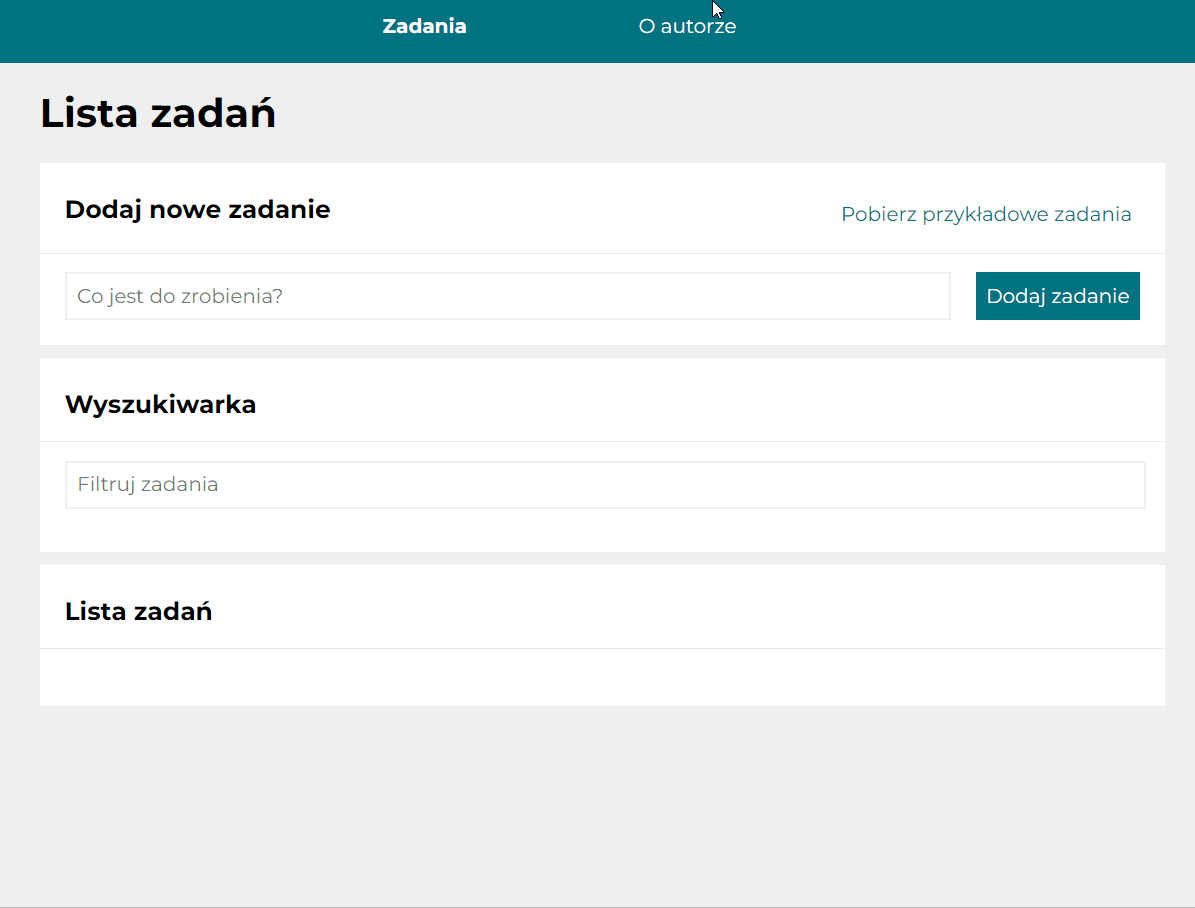 Zadania O autorze
Lista zadań
Dodaj nowe zadanie Pobierz przykładowe zadania
Co jest do zrobienia? Dodaj zadanie
Wyszukiwarka
Filtruj zadania
Lista zadań